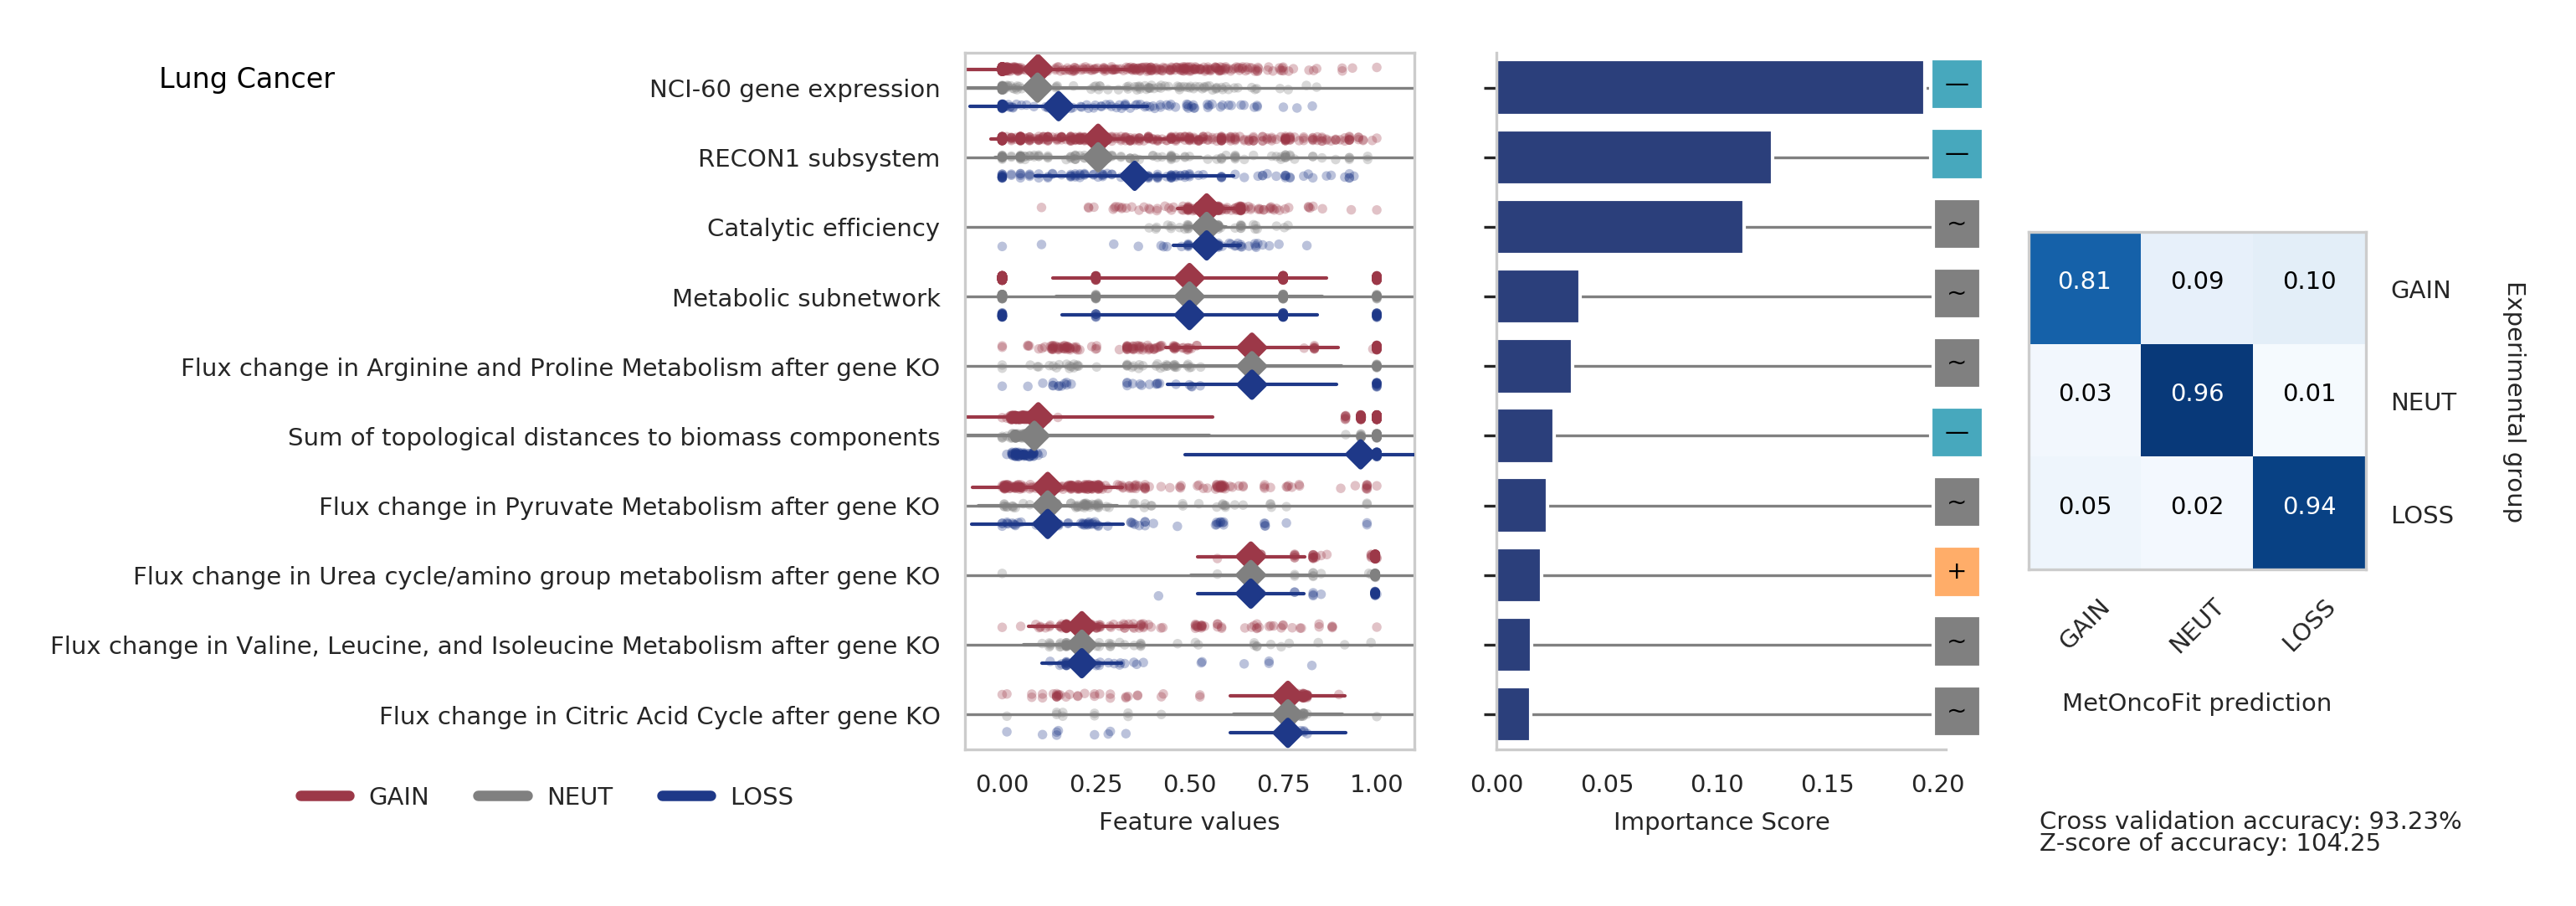 Lung Cancer
NCI-60 gene expression
—
RECON1 subsystem
—
Catalytic efficiency
~
Metabolic subnetwork
~
Flux change in Arginine and Proline Metabolism after gene KO
~
Sum of topological distances to biomass components
—
Flux change in Pyruvate Metabolism after gene KO
~
Flux change in Urea cycle/amino group metabolism after gene KO
+
Flux change in Valine, Leucine, and Isoleucine Metabolism after gene KO
~
Flux change in Citric Acid Cycle after gene KO
~
GAIN NEUT LOSS
0.00 0.25 0.50 0.75 1.00
Feature values
0.00 0.05 0.10 0.15 0.20
Importance Score
0.81 0.09 0.10 GAIN
0.03 0.96 0.01 NEUT
0.05 0.02 0.94 LOSS
Experimental group
GAIN NEUT LOSS
MetOncoFit prediction
Cross validation accuracy: 93.23%
Z-score of accuracy: 104.25